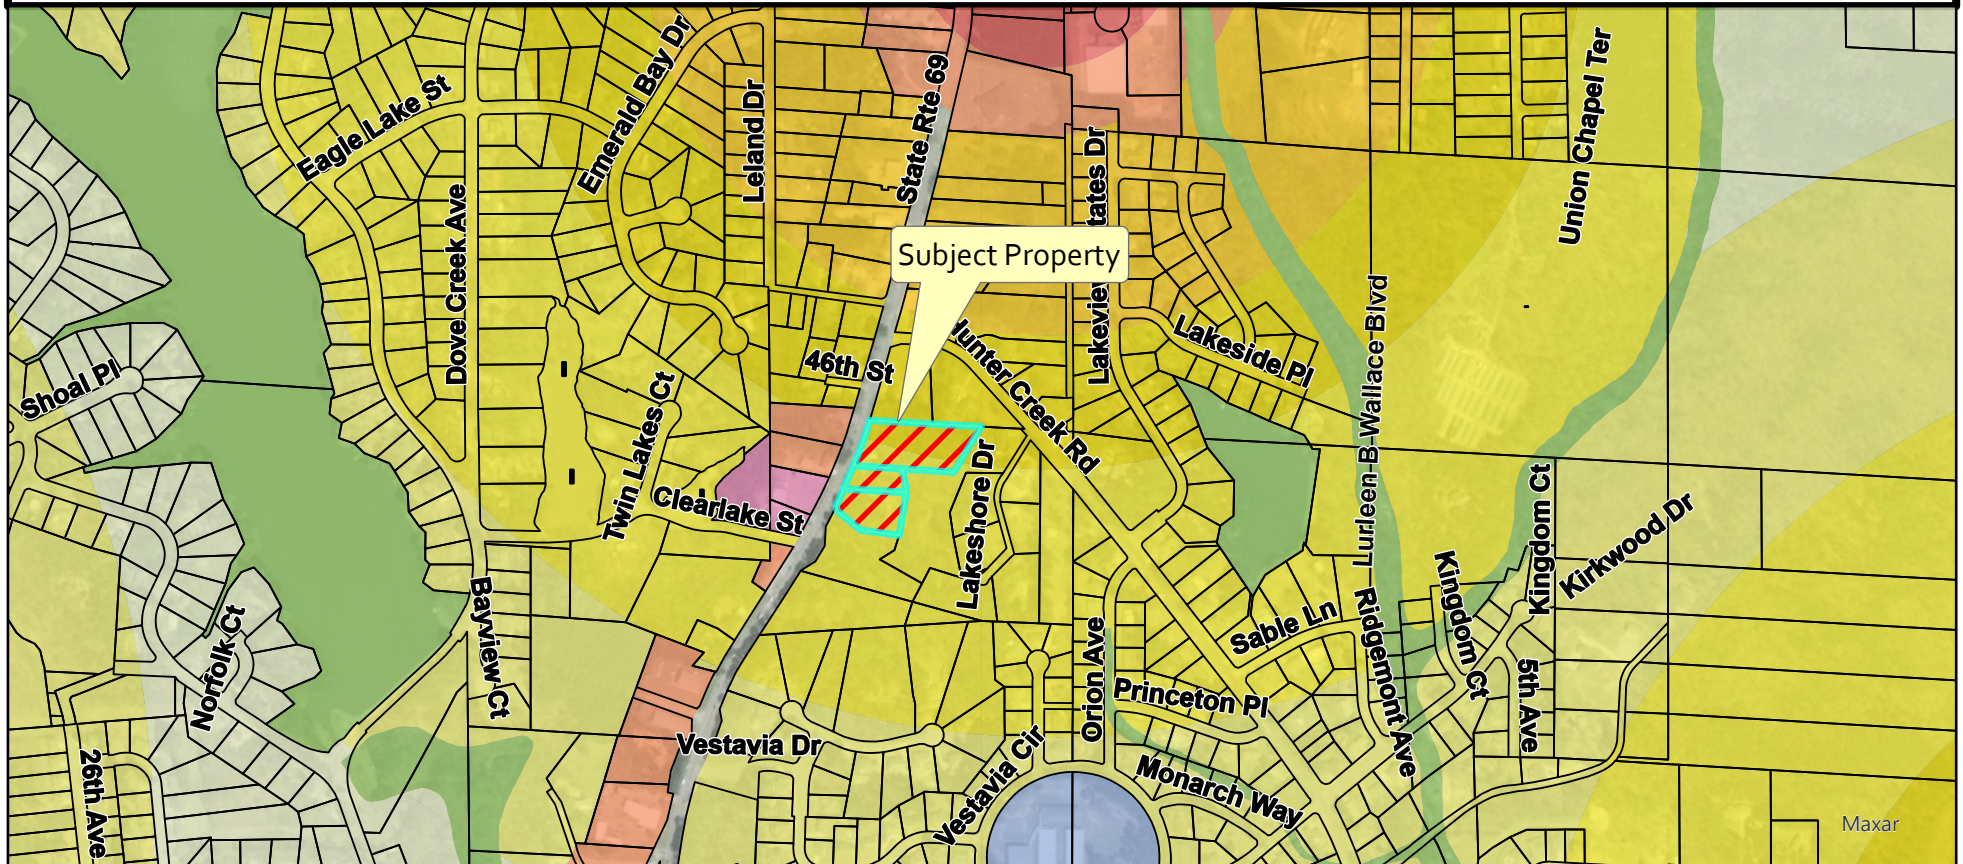 Eagle Lake St
Emerald Bay Dr
Leland Dr
State Rte 69
Union Chapel Ter
Dove Creek Ave
Subject Property
Lakeview
tates Dr
Lurleen B Wallace Blvd
Shoal Pl
46th St
Hunter Creek Rd
Lakeside Pl
Twin Lakes Ct
Clearlake St
Lakeshore Dr
Kingdom Ct
Kirkwood Dr
Norfolk Ct
Bayview Ct
Sable Ln
Kingdom Ct
Orion Ave
Princeton Pl
Ridgemont Ave
5th Ave
26th Ave
Vestavia Dr
Vestavia Cir
Monarch Way
Maxar